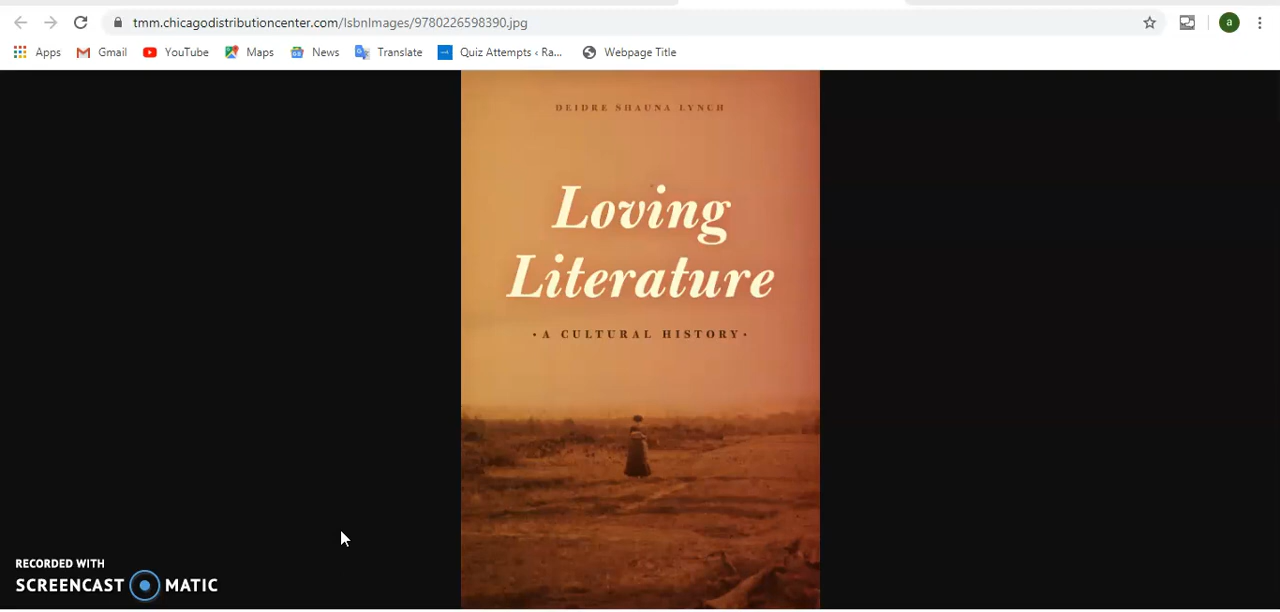 tmm.chicagodistributioncenter.com/IsbnImages/9780226598390.jpg
a
Apps Gmail YouTube Maps News Translate Quiz Attempts ‹ Ra... Webpage Title
DEIDRE SHAUNA LYNCH
Loving
Literature
· A CULTURAL HISTORY ·
RECORDED WITH
SCREENCAST MATIC